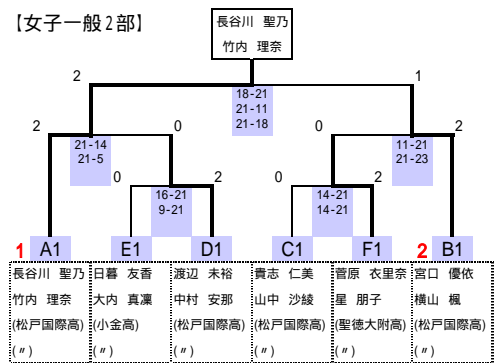 【女子一般2部】
長谷川 聖乃
竹内 理奈
2 1
18-21
21-11
21-18
2 0 0 2
21-14
21-5
11-21
21-23
0 2 0 2
16-21
9-21
14-21
14-21
1 A1 E1 D1 C1 F1 2 B1
長谷川 聖乃 日暮 友香 渡辺 未裕 貴志 仁美 菅原 衣里奈 宮口 優依
竹内 理奈 大内 真凜 中村 安那 山中 沙綾 星 朋子 横山 楓
(松戸国際高) (小金高) (松戸国際高) (松戸国際高) (聖徳大附高) (松戸国際高)
(〃) (〃) (〃) (〃) (〃) (〃)